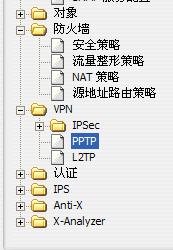 对象
防火墙
安全策略
流量整形策略
NAT 策略
源地址路由策略
VPN
IPSec
PPTP
L2TP
认证
IPS
Anti-X
X-Analyzer